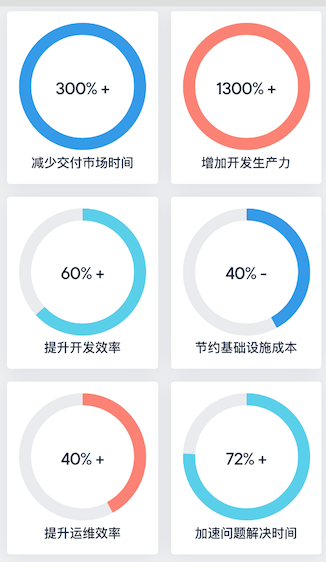 300% +
1300% +
减少交付市场时间
增加开发生产力
60% +
40% -
提升开发效率
节约基础设施成本
40% +
72% +
提升运维效率
加速问题解决时间